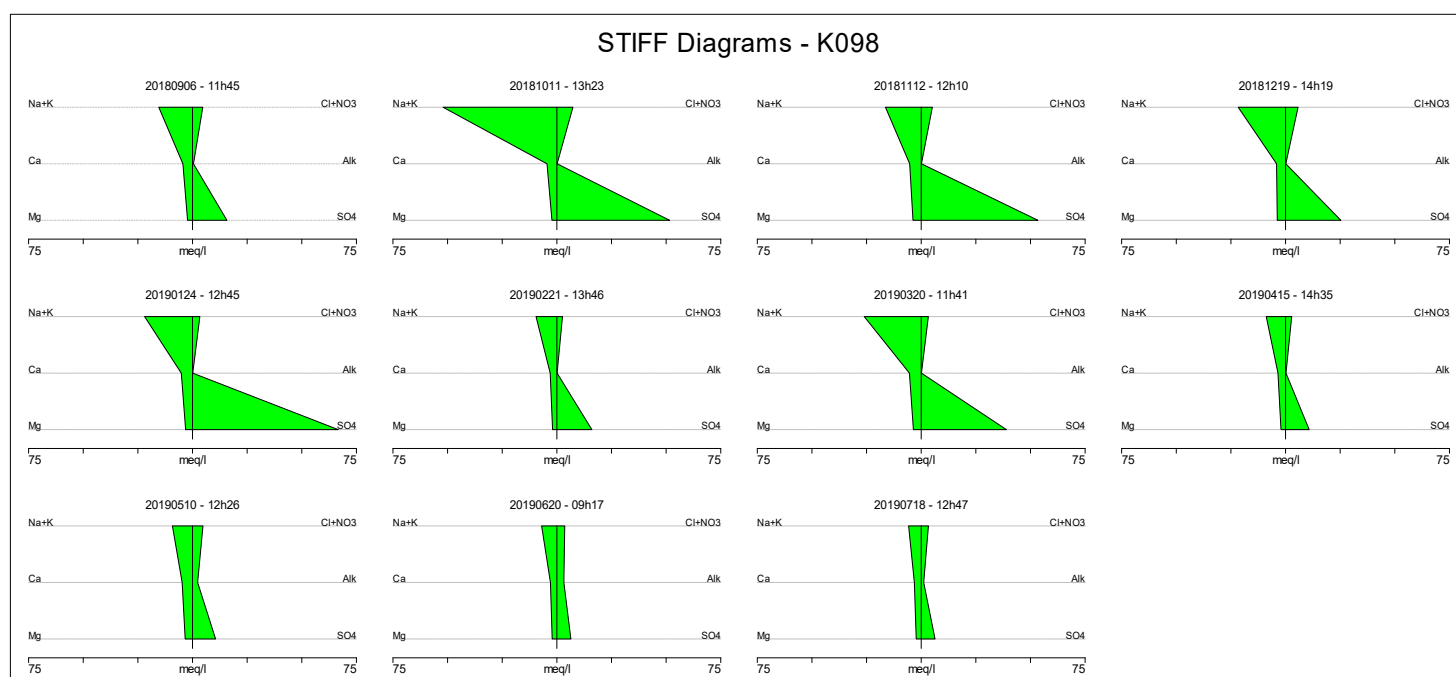 STIFF Diagrams - K098
20180906 - 11h45
Na+K Cl+NO3
Ca Alk
Mg SO4
75 meq/l 75
20181011 - 13h23
Na+K Cl+NO3
Ca Alk
Mg SO4
75 meq/l 75
20181112 - 12h10
Na+K Cl+NO3
Ca Alk
Mg SO4
75 meq/l 75
20181219 - 14h19
Na+K Cl+NO3
Ca Alk
Mg SO4
75 meq/l 75
20190124 - 12h45
Na+K Cl+NO3
Ca Alk
Mg SO4
75 meq/l 75
20190221 - 13h46
Na+K Cl+NO3
Ca Alk
Mg SO4
75 meq/l 75
20190320 - 11h41
Na+K Cl+NO3
Ca Alk
Mg SO4
75 meq/l 75
20190415 - 14h35
Na+K Cl+NO3
Ca Alk
Mg SO4
75 meq/l 75
20190510 - 12h26
Na+K Cl+NO3
Ca Alk
Mg SO4
75 meq/l 75
20190620 - 09h17
Na+K Cl+NO3
Ca Alk
Mg SO4
75 meq/l 75
20190718 - 12h47
Na+K Cl+NO3
Ca Alk
Mg SO4
75 meq/l 75